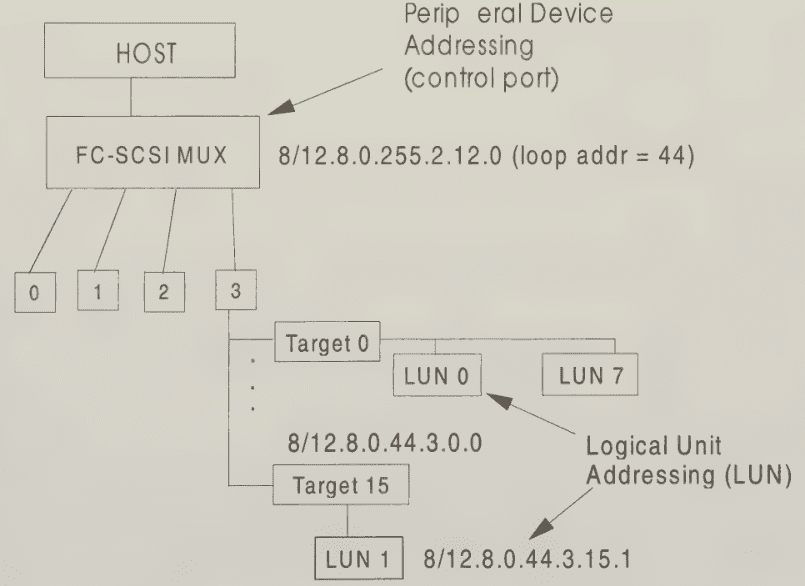 Perip eral Device
Addressing
(control port)
HOST
FC-SCSI MUX
8/12.8.0.255.2.12.0 (loop addr = 44)
0 1 2 3
Target 0
LUN 0 LUN 7
8/12.8.0.44.3.0.0
Logical Unit
Addressing (LUN)
Target 15
LUN 1 8/12.8.0.44.3.15.1